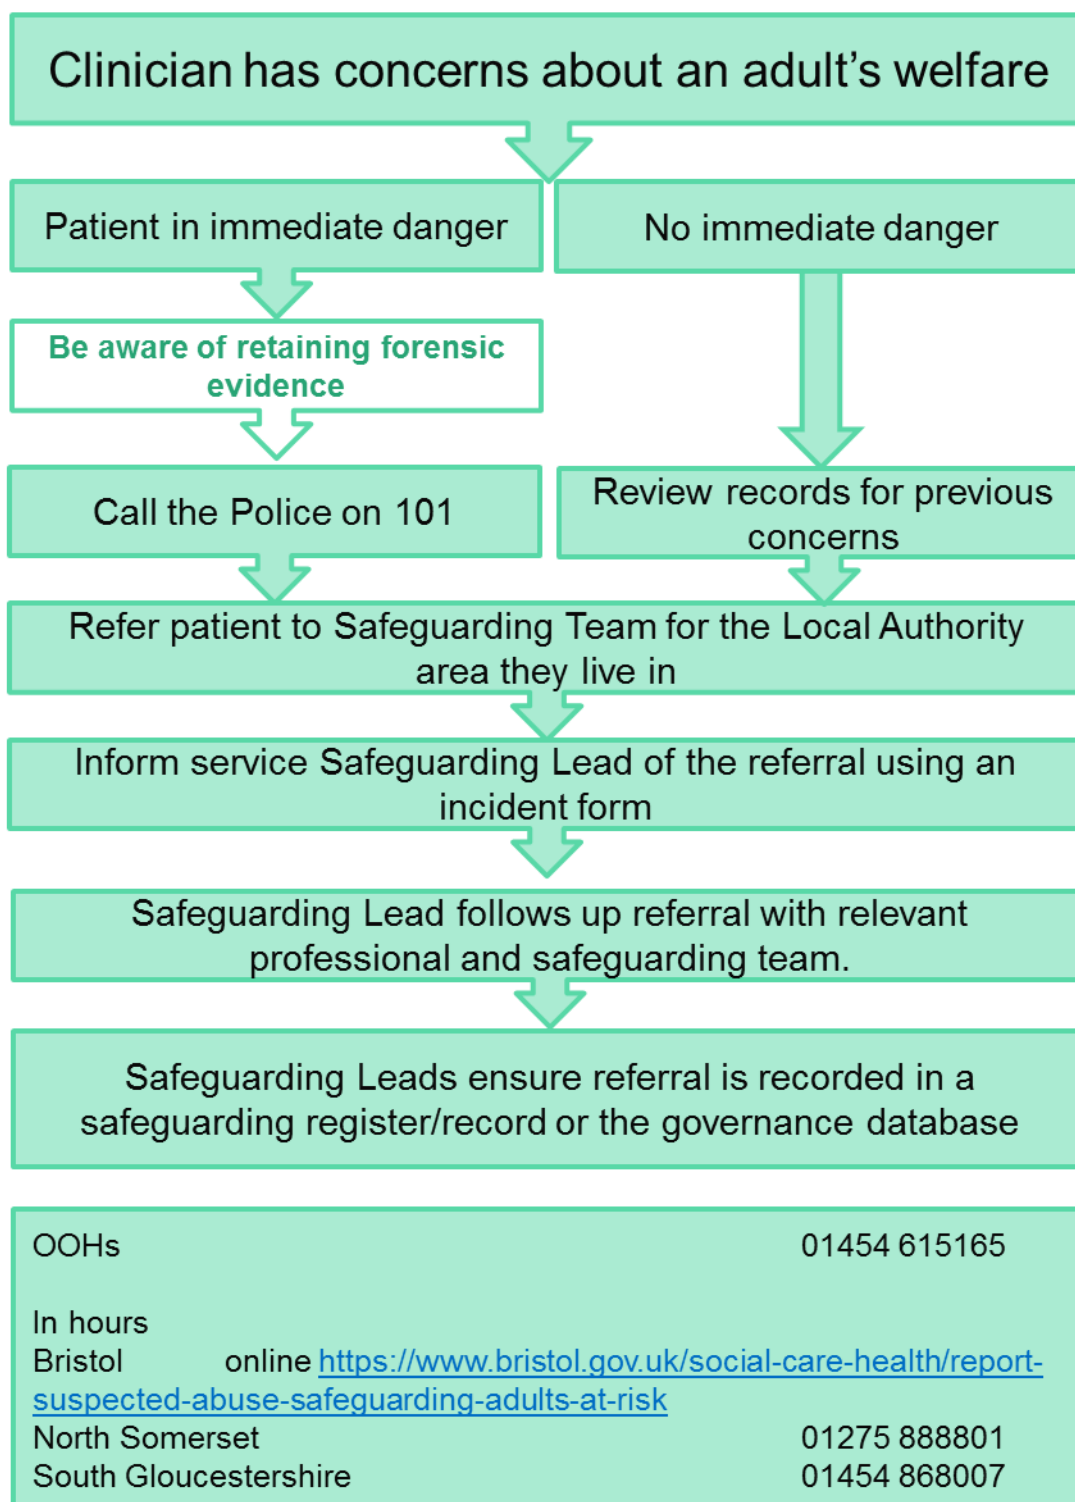 Clinician has concerns about an adult's welfare
Patient in immediate danger
No immediate danger
Be aware of retaining forensic
evidence
Call the Police on 101
Review records for previous
concerns
Refer patient to Safeguarding Team for the Local Authority
area they live in
Inform service Safeguarding Lead of the referral using an
incident form
Safeguarding Lead follows up referral with relevant
professional and safeguarding team.
Safeguarding Leads ensure referral is recorded in a
safeguarding register/record or the governance database
OOHs 01454 615165
In hours
Bristol online https://www.bristol.gov.uk/social-care-health/report-
suspected-abuse-safeguarding-adults-at-risk
North Somerset 01275 888801
South Gloucestershire 01454 868007